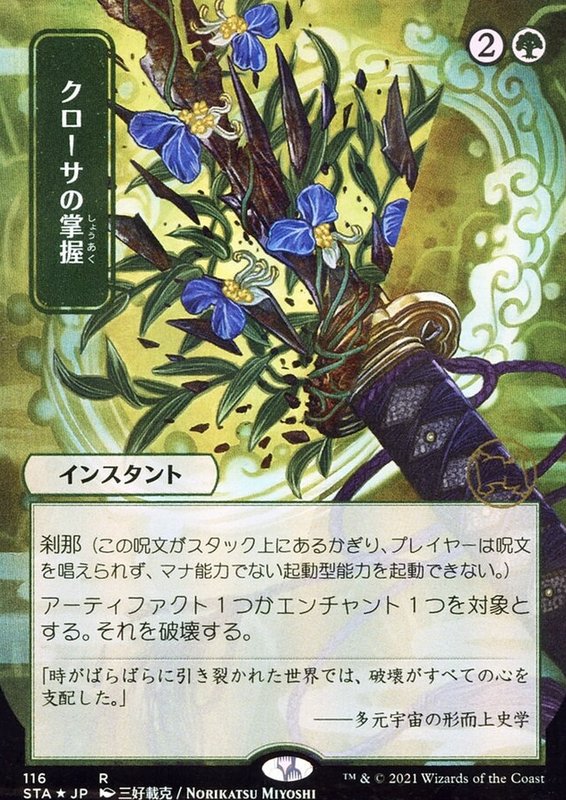 2
クローサの掌握
しょうあく
インスタント
刹那（この呪文がスタック上にあるかぎり、プレイヤーは呪文
を唱えられず、マナ能力でない起動型能力を起動できない。）
アーティファクト１つかエンチャント１つを対象と
する。それを破壊する。
「時がばらばらに引き裂かれた世界では、破壊がすべての心を
支配した。」
——多元宇宙の形而上史学
116 R
STA ★ JP 三好載克 / NORIKATSU MIYOSHI
™ & © 2021 Wizards of the Coast